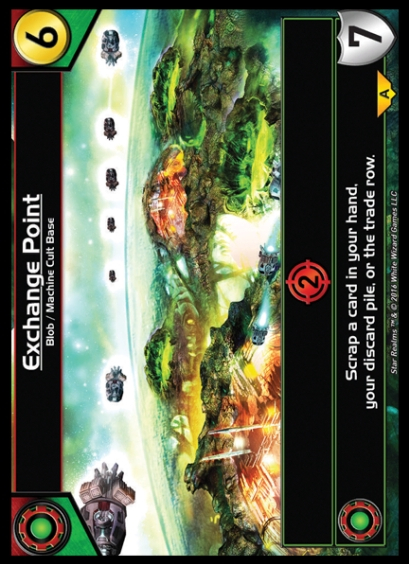 6
Exchange Point
Blob / Machine Cult Base
2
Scrap a card in your hand,
your discard pile, or the trade row.
7
A
Star Realms ™ & © 2016 White Wizard Games LLC